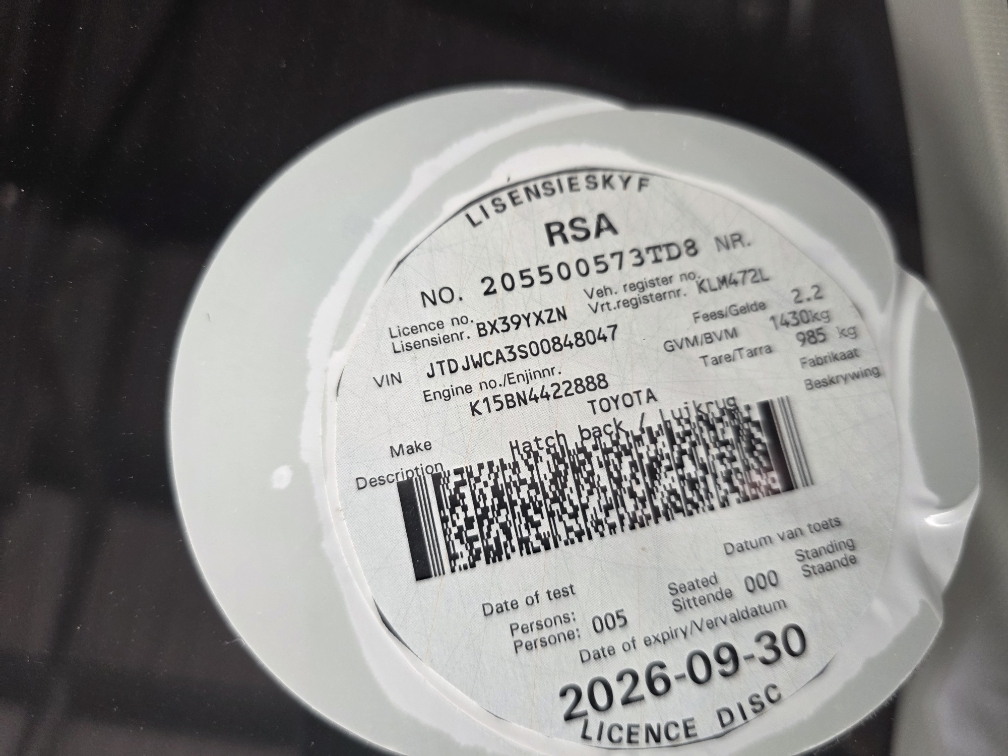 LISENSIESKYF
RSA
NO. 205500573TD8 NR.
Licence no. Veh. register no.
Lisensienr. BX39YXZN Vrt.registernr. KLM472L
VIN JTDJWCA3S00848047 Fees/Gelde 2.2
GVM/BVM 1430kg
Engine no./Enjinnr. Tare/Tarra 985 kg
K15BN4422888 Fabrikaat
Make TOYOTA Beskrywing
Description Hatch back / Luikrug
Date of test Datum van toets
Persons: Seated Standing
Persone: 005 Sittende 000 Staande
Date of expiry/Vervaldatum
2026-09-30
LICENCE DISC